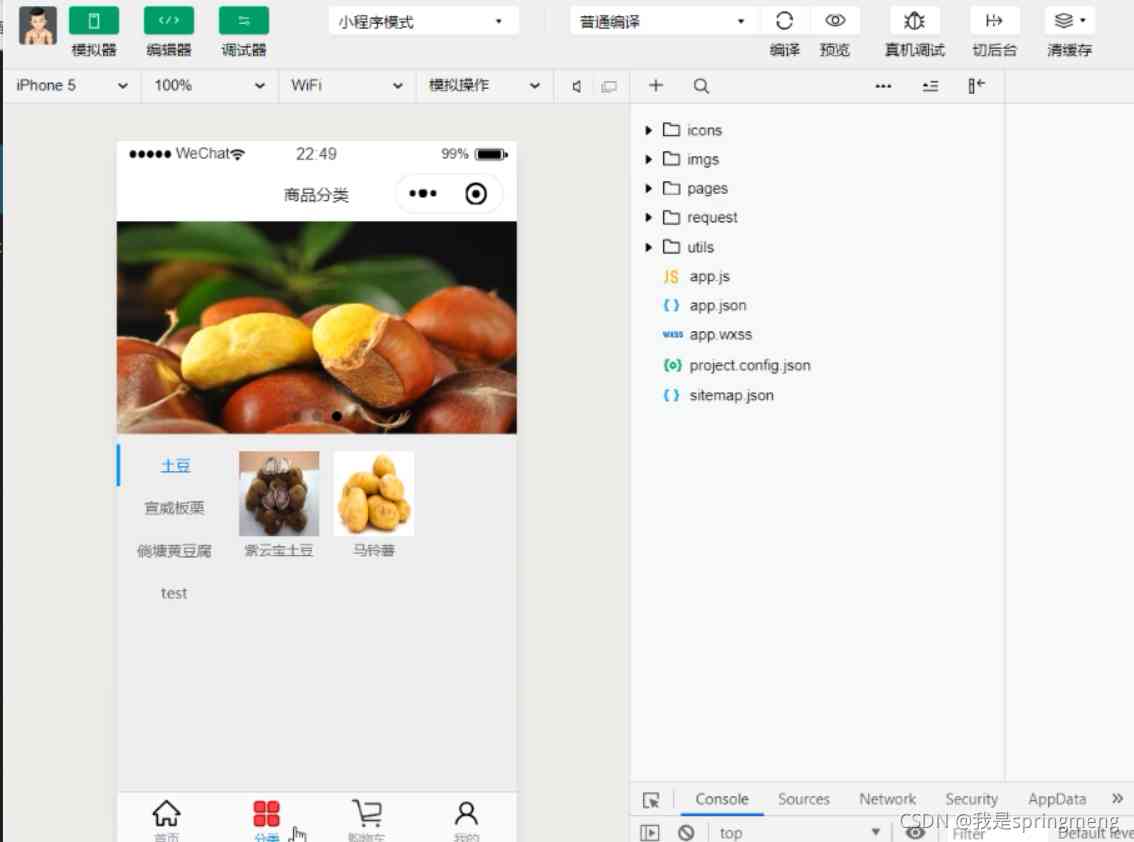 小程序模式 普通编译
模拟器 编辑器 调试器 编译 预览 真机调试 切后台 清缓存
iPhone 5 100% WiFi 模拟操作
WeChat 22:49 99%
商品分类
icons
imgs
pages
request
utils
JS app.js
{ } app.json
wxss app.wxss
project.config.json
{ } sitemap.json
土豆
宣威板栗
倘塘黄豆腐
test
紫云宝土豆 马铃薯
首页 分类 购物车 我的
Console Sources Network Security AppData
top Filter Default leve
CSDN @我是springmeng